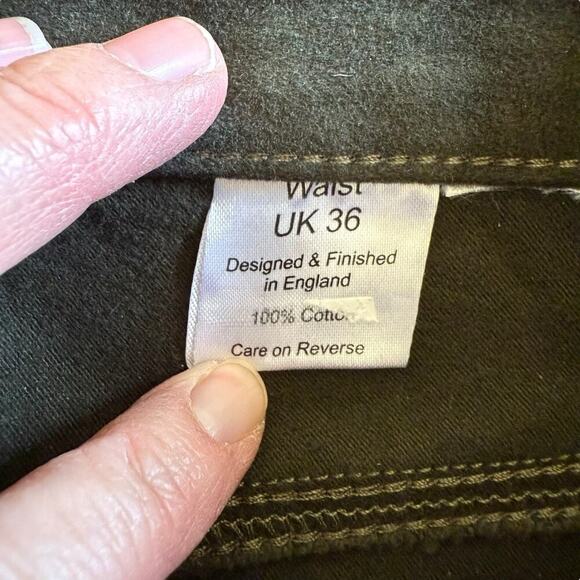 Waist
UK 36
Designed & Finished
in England
100% Cotton
Care on Reverse